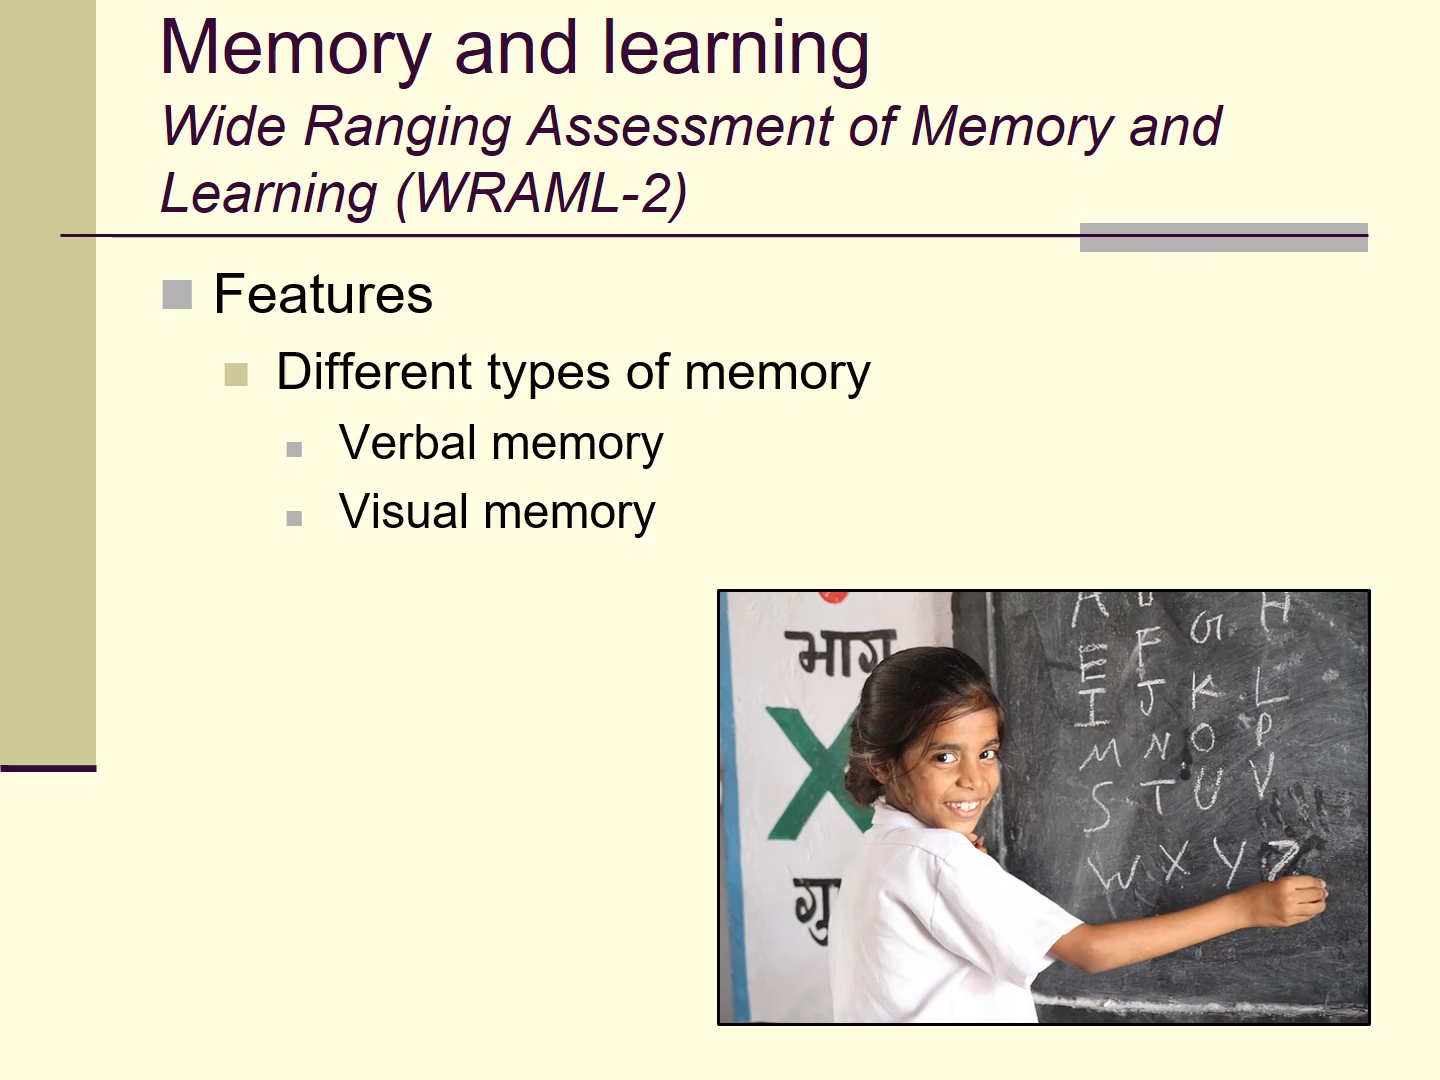 Memory and learning
Wide Ranging Assessment of Memory and
Learning (WRAML-2)
Features
Different types of memory
Verbal memory
Visual memory
भाग
गु
A H
E F G
I J K L
M N O P
S T U V
W X Y Z